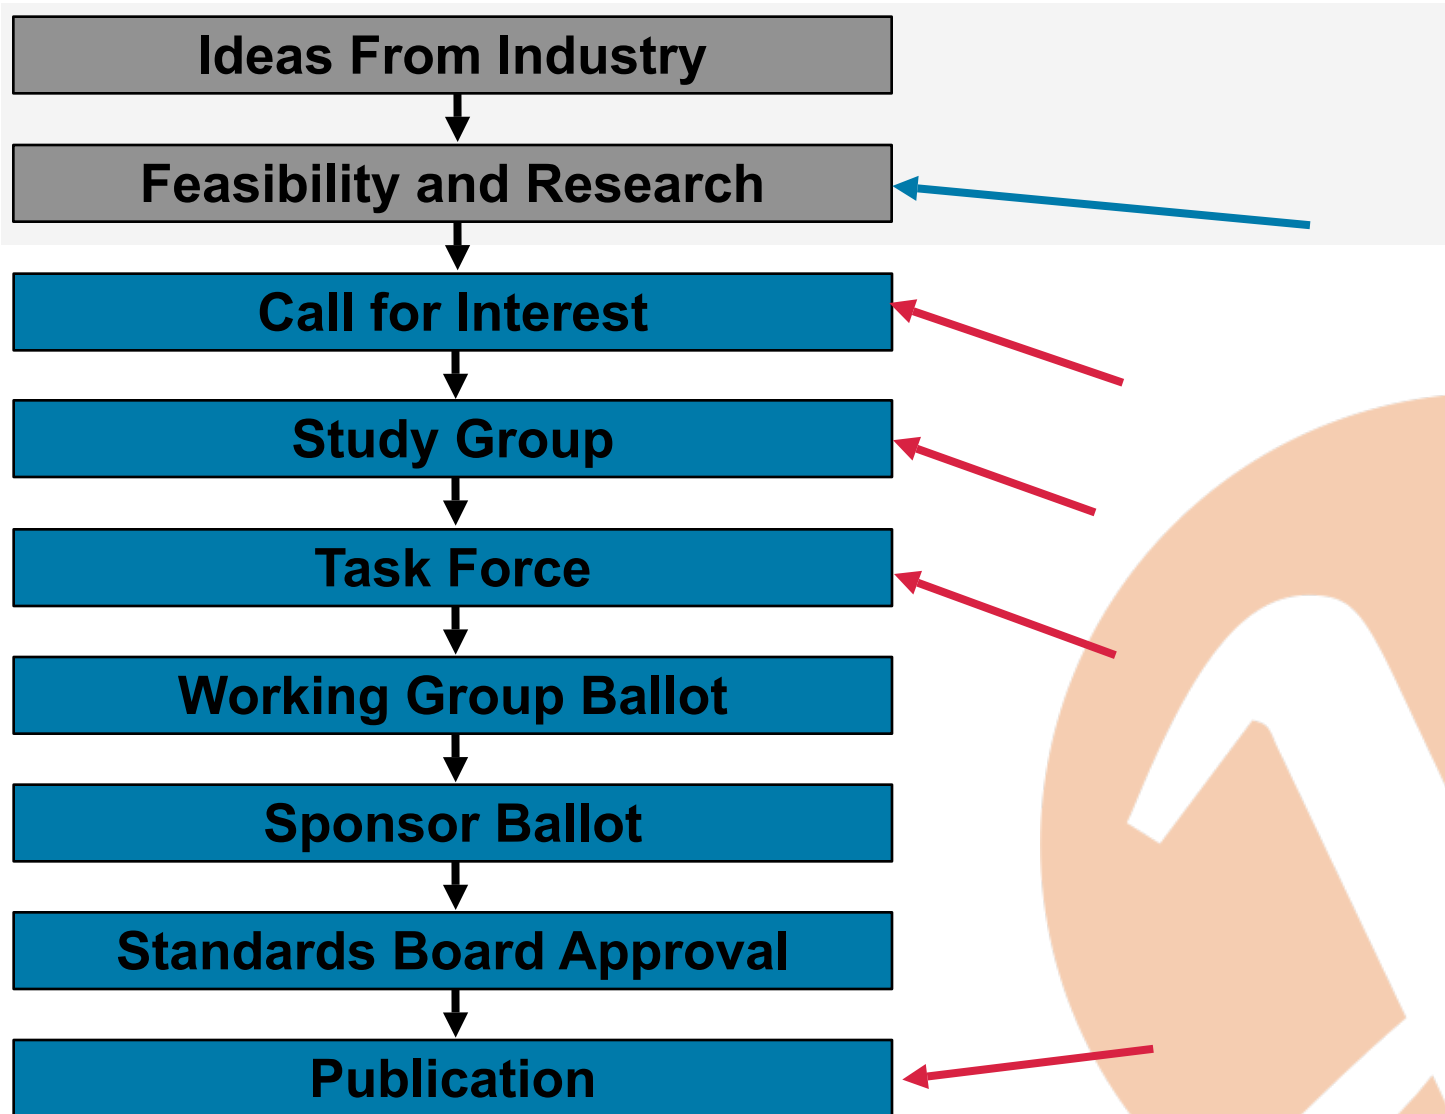 Ideas From Industry
Feasibility and Research
Call for Interest
Study Group
Task Force
Working Group Ballot
Sponsor Ballot
Standards Board Approval
Publication